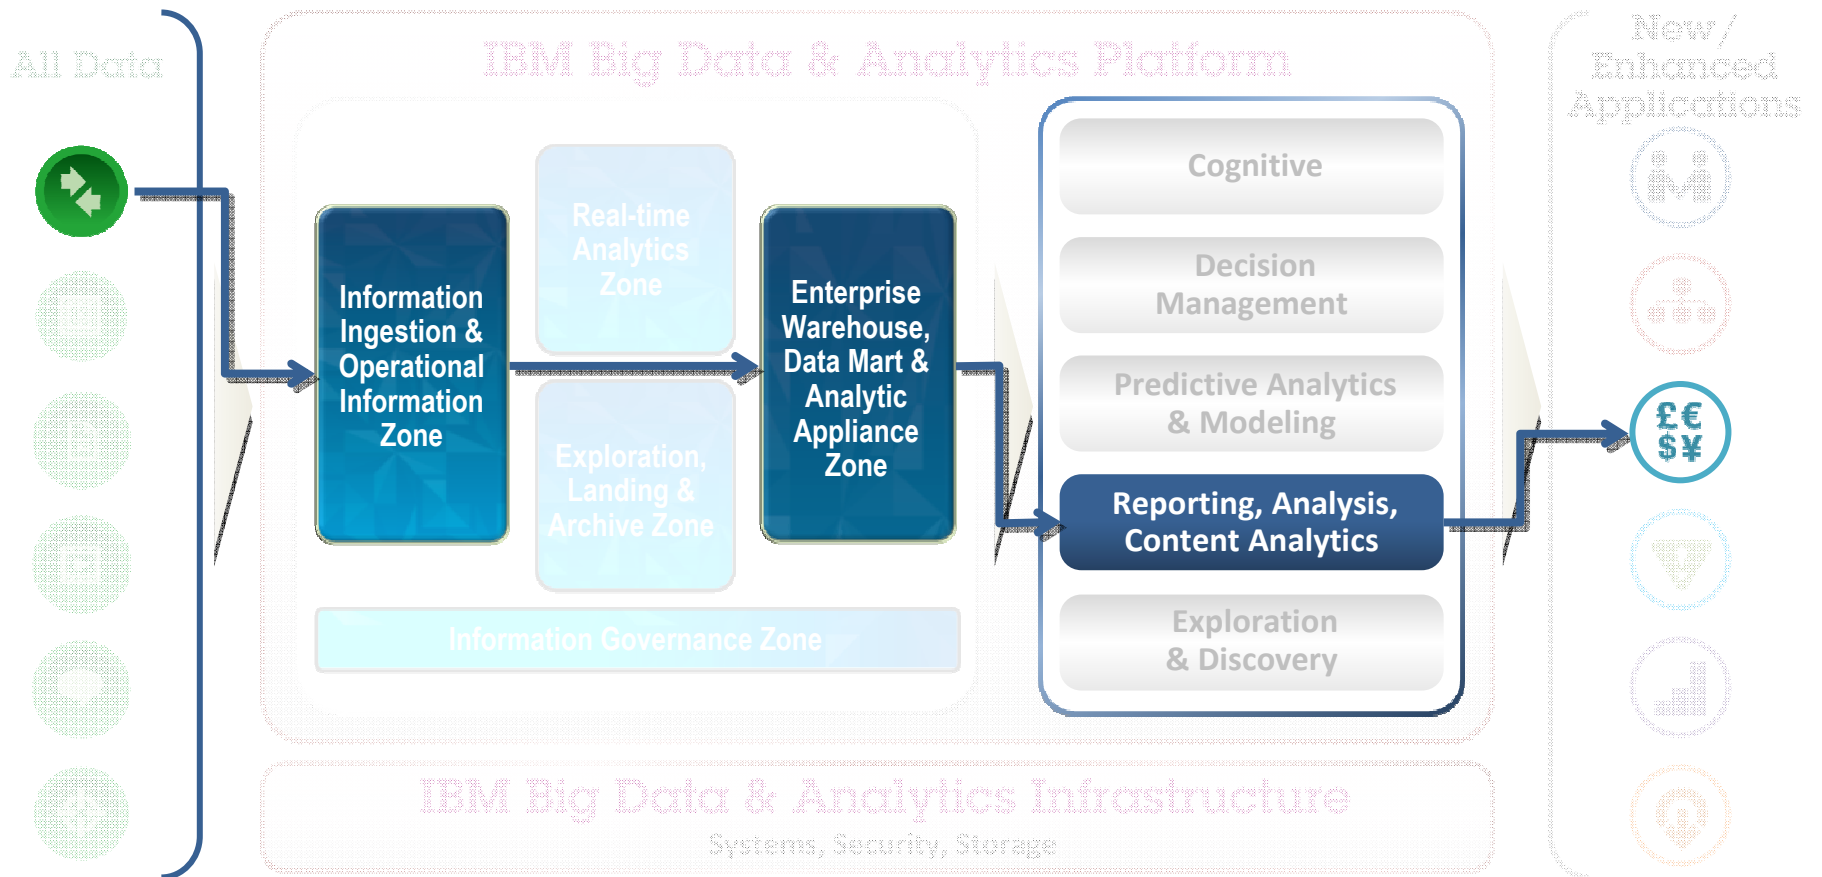 All Data
IBM Big Data & Analytics Platform
New /
Enhanced
Applications
Information
Ingestion &
Operational
Information
Zone
Real-time
Analytics
Zone
Exploration,
Landing &
Archive Zone
Enterprise
Warehouse,
Data Mart &
Analytic
Appliance
Zone
Information Governance Zone
Cognitive
Decision
Management
Predictive Analytics
& Modeling
Reporting, Analysis,
Content Analytics
Exploration
& Discovery
£ €
$ ¥
IBM Big Data & Analytics Infrastructure
Systems, Security, Storage